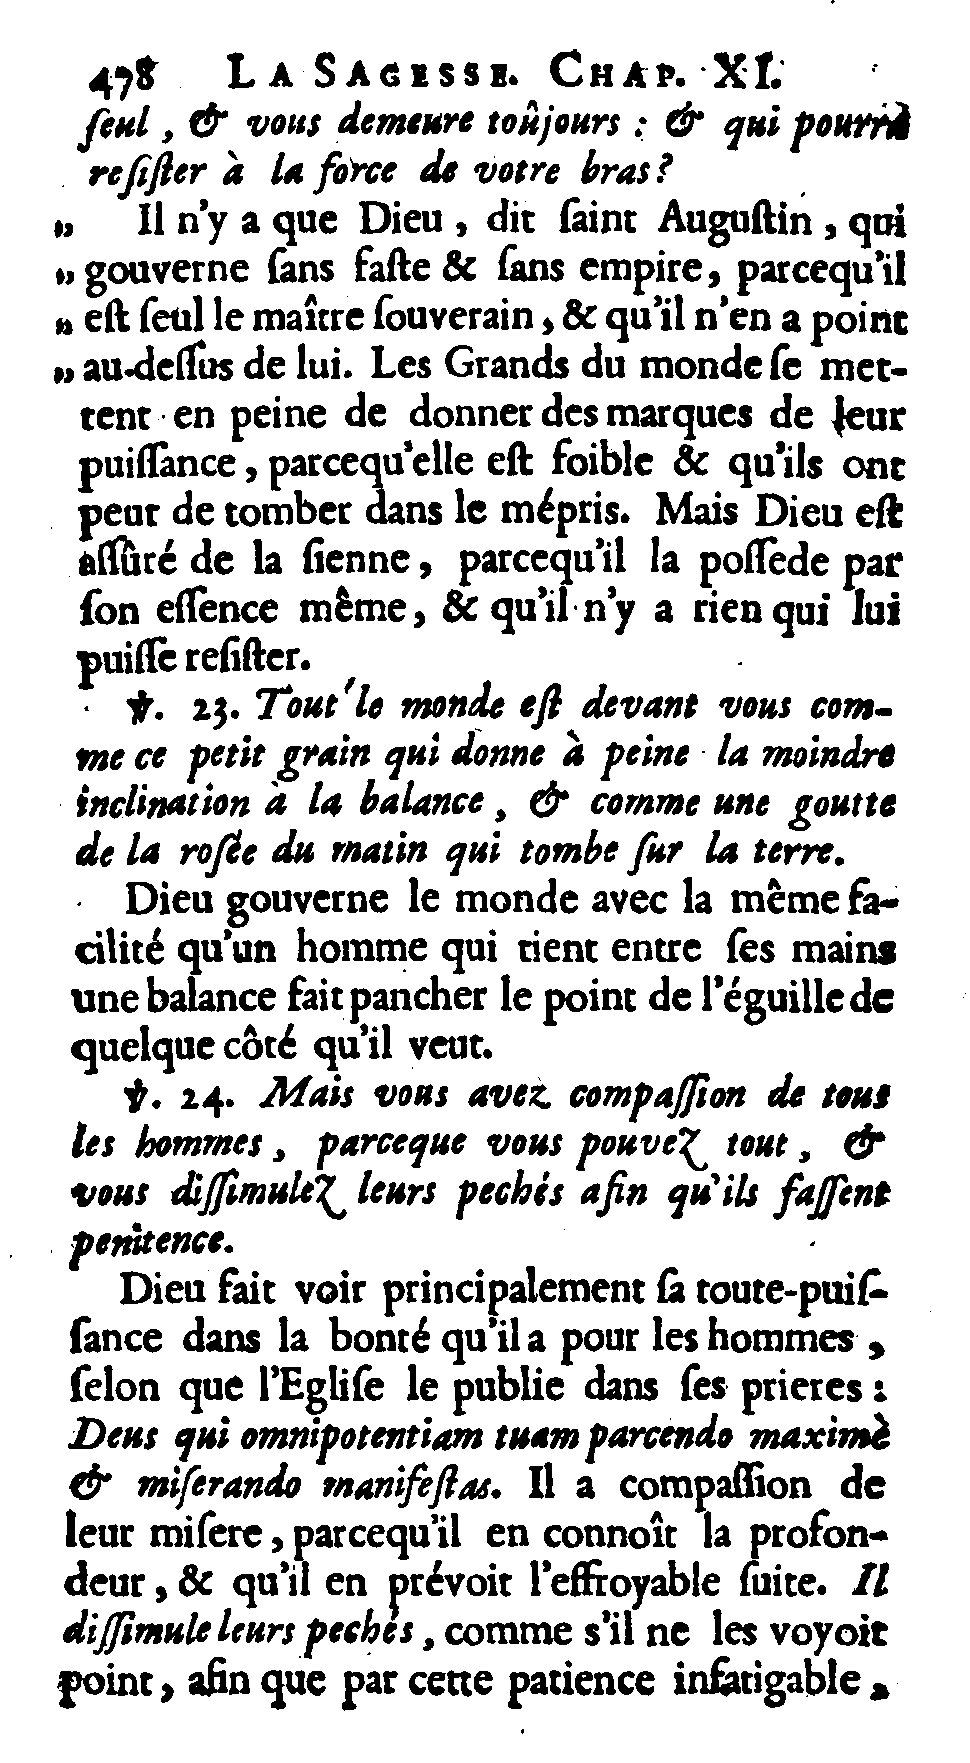 478 LA SAGESSE. CHAP. XI.
ſeul, & vous demeure toûjours : & qui pourra
reſiſter à la force de votre bras?
„ Il n'y a que Dieu, dit ſaint Auguſtin, qui
„ gouverne ſans faſte & ſans empire, parcequ'il
„ eſt ſeul le maître ſouverain, & qu'il n'en a point
„ au-deſſus de lui. Les Grands du monde ſe met-
tent en peine de donner des marques de leur
puiſſance, parcequ'elle eſt foible & qu'ils ont
peur de tomber dans le mépris. Mais Dieu eſt
aſſûré de la ſienne, parcequ'il la poſſede par
ſon eſſence même, & qu'il n'y a rien qui lui
puiſſe reſiſter.
℣. 23. Tout le monde eſt devant vous com-
me ce petit grain qui donne à peine la moindre
inclination à la balance, & comme une goutte
de la roſée du matin qui tombe ſur la terre.
Dieu gouverne le monde avec la même fa-
cilité qu'un homme qui tient entre ſes mains
une balance fait pancher le point de l'éguille de
quelque côté qu'il veut.
℣. 24. Mais vous avez compaſſion de tous
les hommes, parceque vous pouvez tout, &
vous diſſimulez leurs pechés afin qu'ils faſſent
penitence.
Dieu fait voir principalement ſa toute-puiſ-
ſance dans la bonté qu'il a pour les hommes,
ſelon que l'Egliſe le publie dans ſes prieres :
Deus qui omnipotentiam tuam parcendo maximè
& miſerando manifeſtas. Il a compaſſion de
leur miſere, parcequ'il en connoît la profon-
deur, & qu'il en prévoit l'effroyable ſuite. Il
diſſimule leurs pechés, comme s'il ne les voyoit
point, afin que par cette patience infatigable,